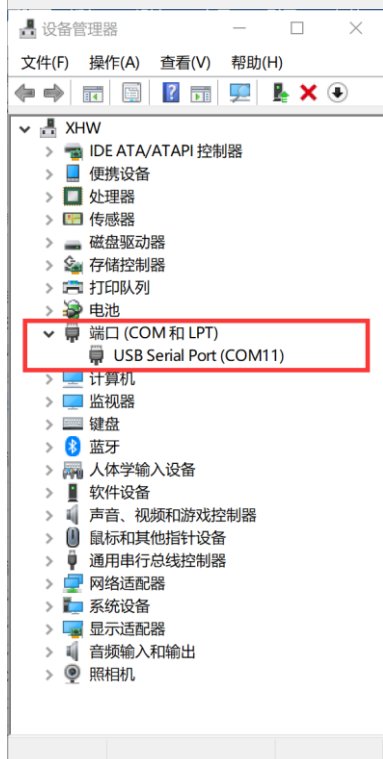 设备管理器
文件(F) 操作(A) 查看(V) 帮助(H)
XHW
IDE ATA/ATAPI 控制器
便携设备
处理器
传感器
磁盘驱动器
存储控制器
打印队列
电池
端口 (COM 和 LPT)
USB Serial Port (COM11)
计算机
监视器
键盘
蓝牙
人体学输入设备
软件设备
声音、视频和游戏控制器
鼠标和其他指针设备
通用串行总线控制器
网络适配器
系统设备
显示适配器
音频输入和输出
照相机